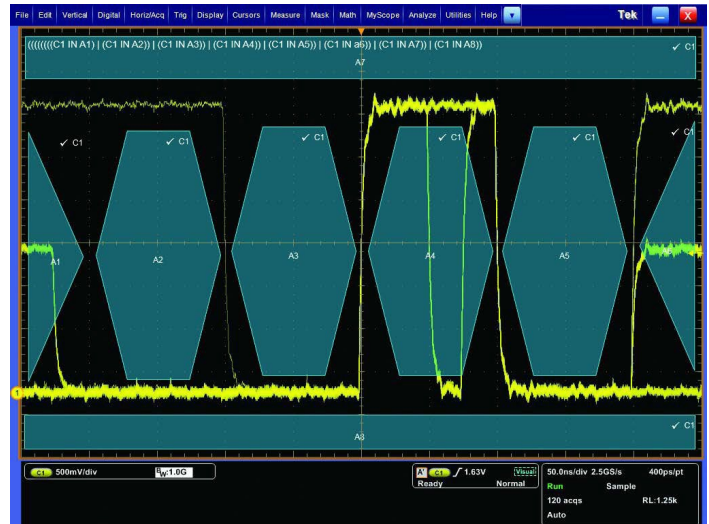 File Edit Vertical Digital Horiz/Acq Trig Display Cursors Measure Mask Math MyScope Analyze Utilities Help Tek X
((((((((C1 IN A1) | (C1 IN A2)) | (C1 IN A3)) | (C1 IN A4)) | (C1 IN A5)) | (C1 IN a6)) | (C1 IN A7)) | (C1 IN A8))
✓ C1
A7
✓ C1 ✓ C1 ✓ C1 ✓ C1 ✓ C1 ✓ C1
A1 A2 A3 A4 A5
1
✓ C1
A8
C1 500mV/div BW:1.0G
A' C1 1.63V Visual
Ready Normal
50.0ns/div 2.5GS/s 400ps/pt
Run Sample
120 acqs RL:1.25k
Auto